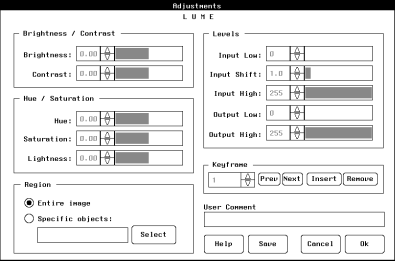 Adjustments
L U M E
Brightness / Contrast
Brightness: 0.00
Contrast: 0.00
Hue / Saturation
Hue: 0.00
Saturation: 0.00
Lightness: 0.00
Region
Entire image
Specific objects:
Select
Levels
Input Low: 0
Input Shift: 1.0
Input High: 255
Output Low: 0
Output High: 255
Keyframe
1 Prev Next Insert Remove
User Comment
Help Save Cancel Ok